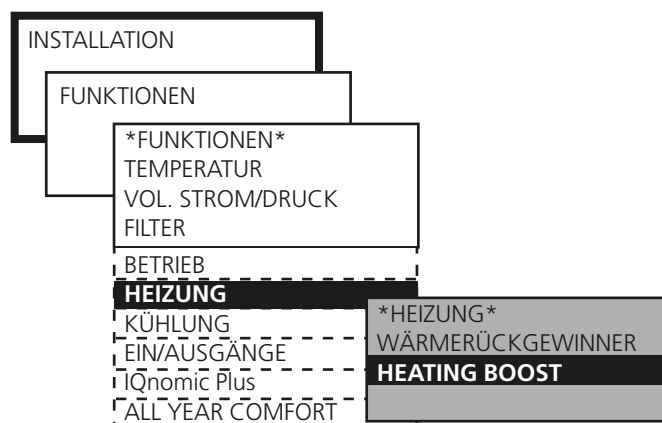 INSTALLATION
FUNKTIONEN
*FUNKTIONEN*
TEMPERATUR
VOL. STROM/DRUCK
FILTER
BETRIEB
HEIZUNG
KÜHLUNG
EIN/AUSGÄNGE
IQnomic Plus
ALL YEAR COMFORT
*HEIZUNG*
WÄRMERÜCKGEWINNER
HEATING BOOST